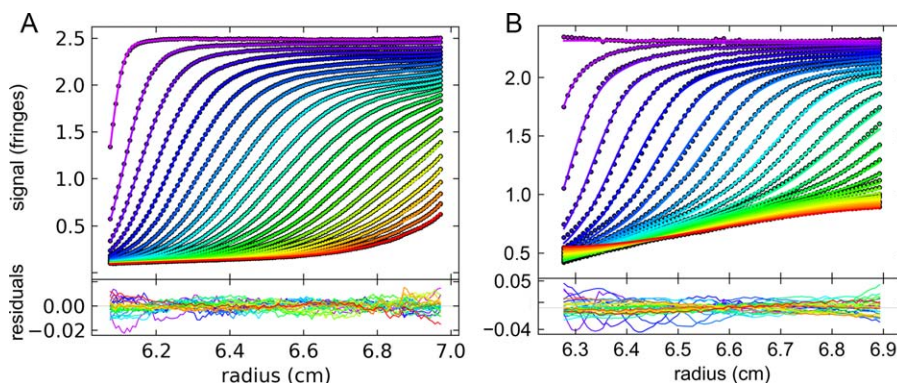 A
B
signal (fringes)
2.5
2.0
1.5
1.0
0.5
2.0
1.5
1.0
0.5
residuals
0.00
−0.02
0.05
−0.04
6.2 6.4 6.6 6.8 7.0
6.3 6.4 6.5 6.6 6.7 6.8 6.9
radius (cm)
radius (cm)